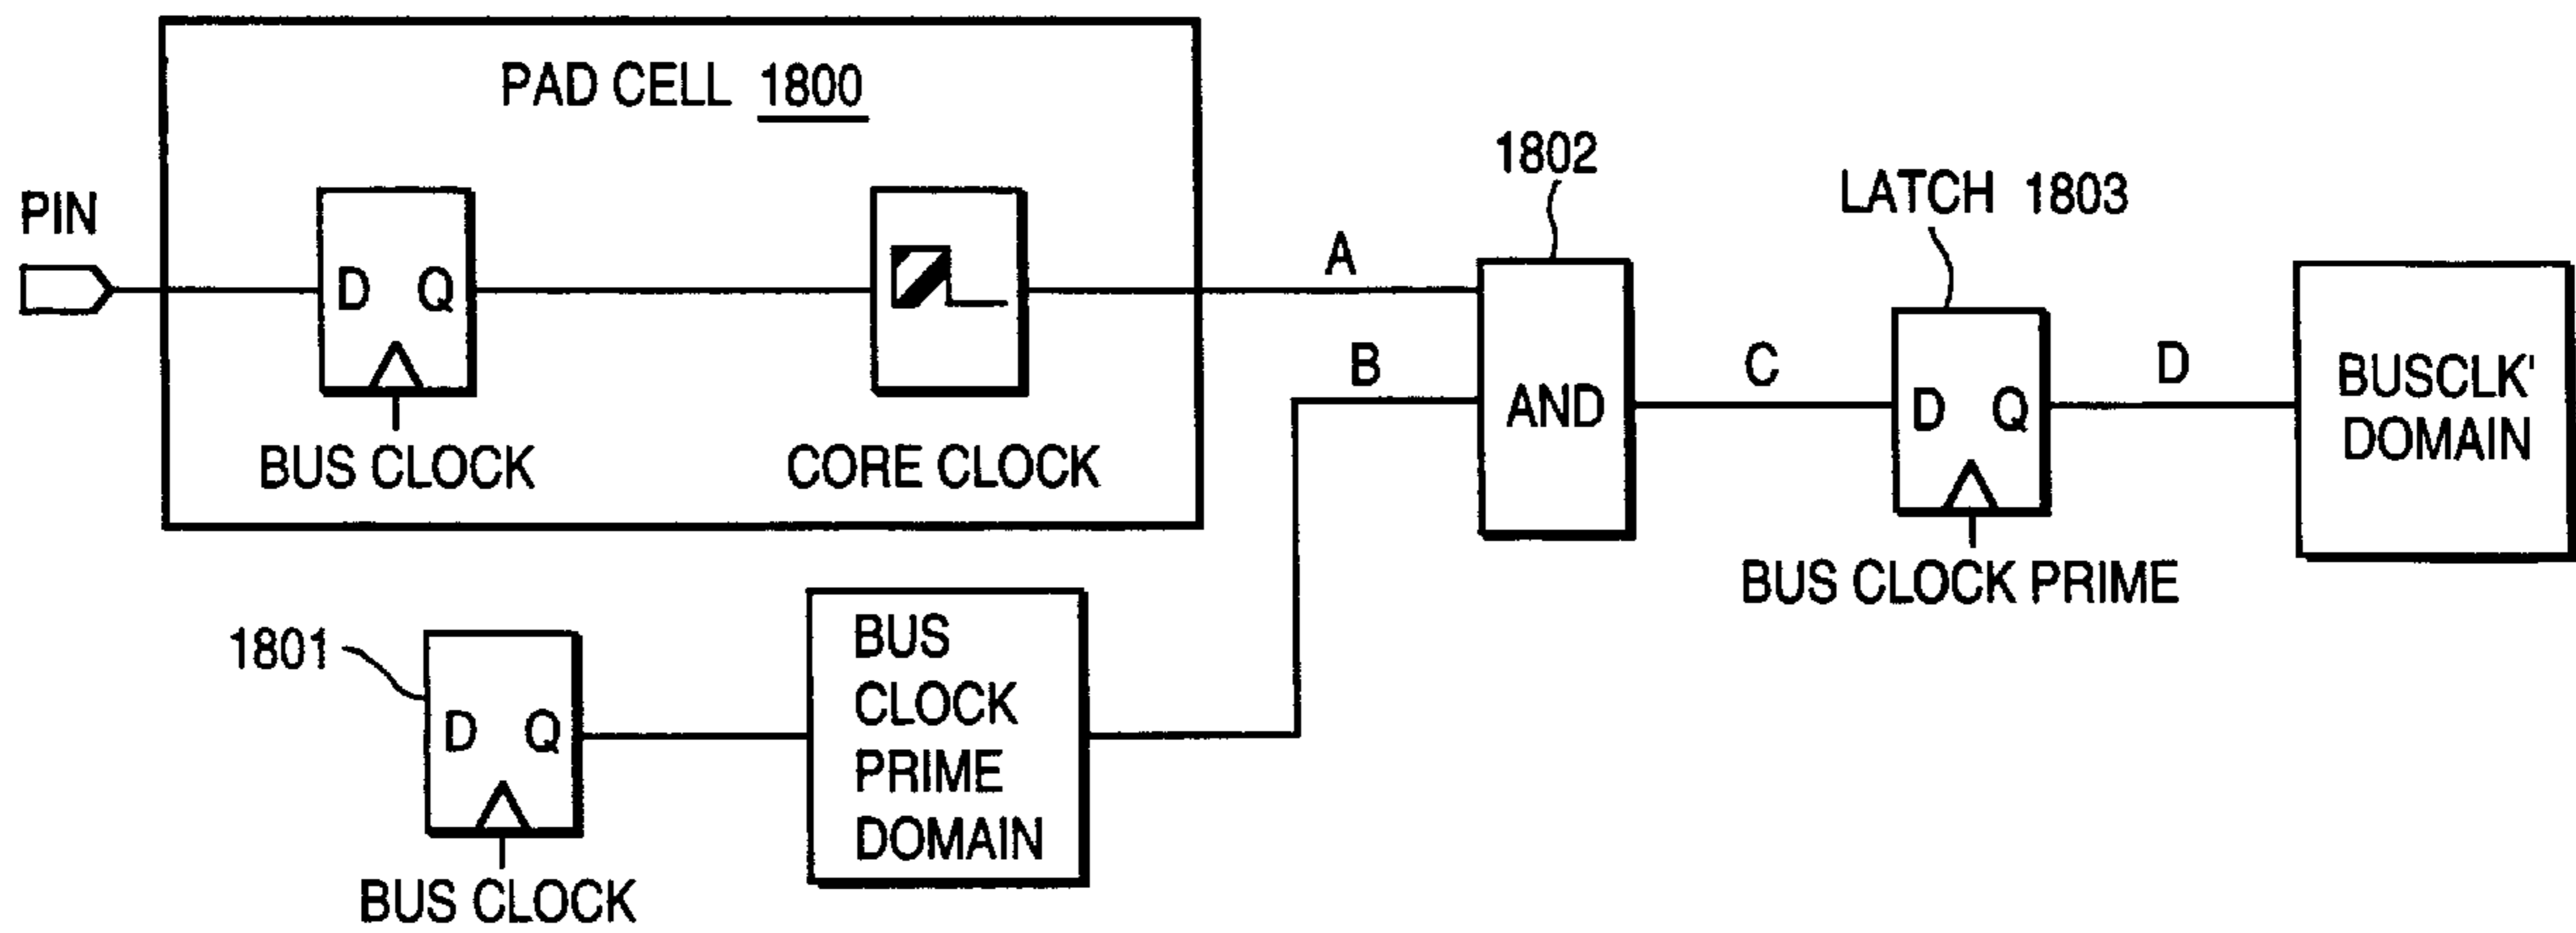 PAD CELL 1800
1802
LATCH 1803
PIN
D Q
BUS CLOCK
CORE CLOCK
A
B
AND
C
D Q
BUS CLOCK PRIME
D
BUSCLK'
DOMAIN
1801
D Q
BUS CLOCK
BUS
CLOCK
PRIME
DOMAIN